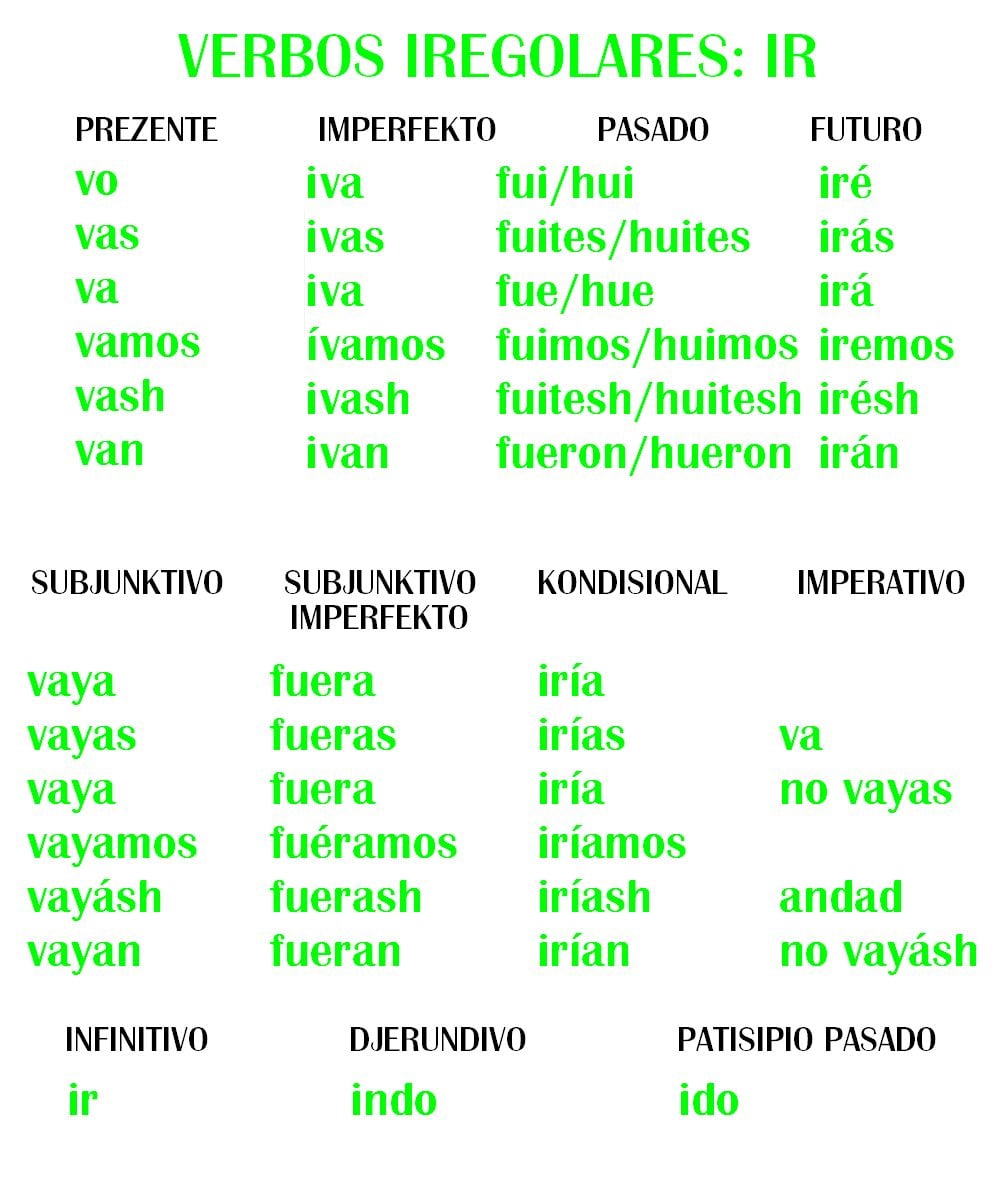 VERBOS IREGOLARES: IR
PREZENTE IMPERFEKTO PASADO FUTURO
vo iva fui/hui iré
vas ivas fuites/huites irás
va iva fue/hue irá
vamos ívamos fuimos/huimos iremos
vash ivash fuitesh/huitesh irésh
van ivan fueron/hueron irán
SUBJUNKTIVO SUBJUNKTIVO KONDISIONAL IMPERATIVO
IMPERFEKTO
vaya fuera iría
vayas fueras irías va
vaya fuera iría no vayas
vayamos fuéramos iríamos
vayásh fuerash iríash andad
vayan fueran irían no vayásh
INFINITIVO DJERUNDIVO PATISIPIO PASADO
ir indo ido